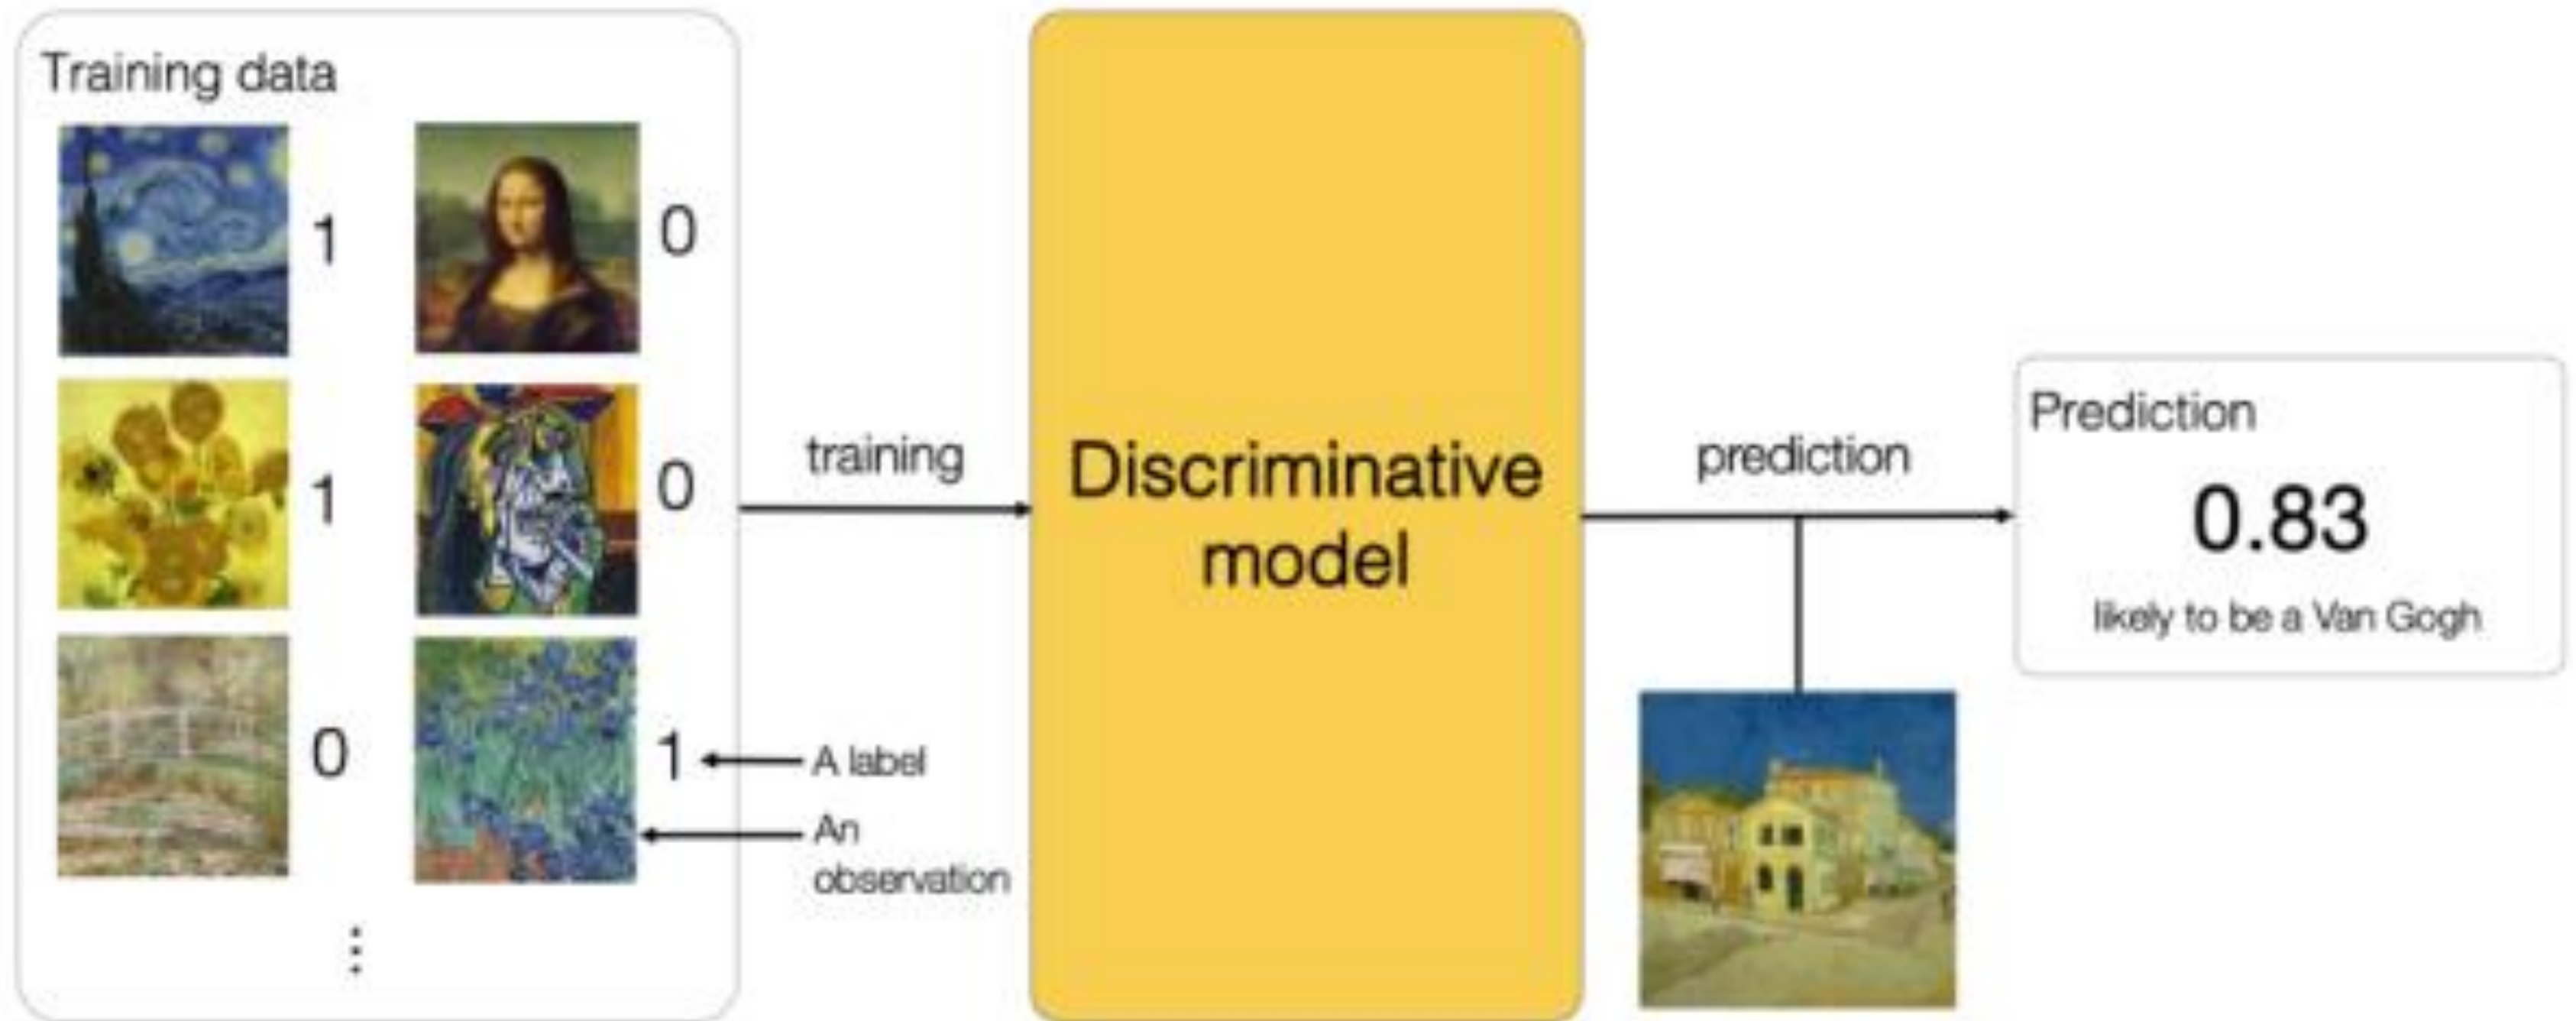 Training data
1
0
1
0
0
1
A label
An
observation
⋮
training
Discriminative
model
prediction
Prediction
0.83
likely to be a Van Gogh